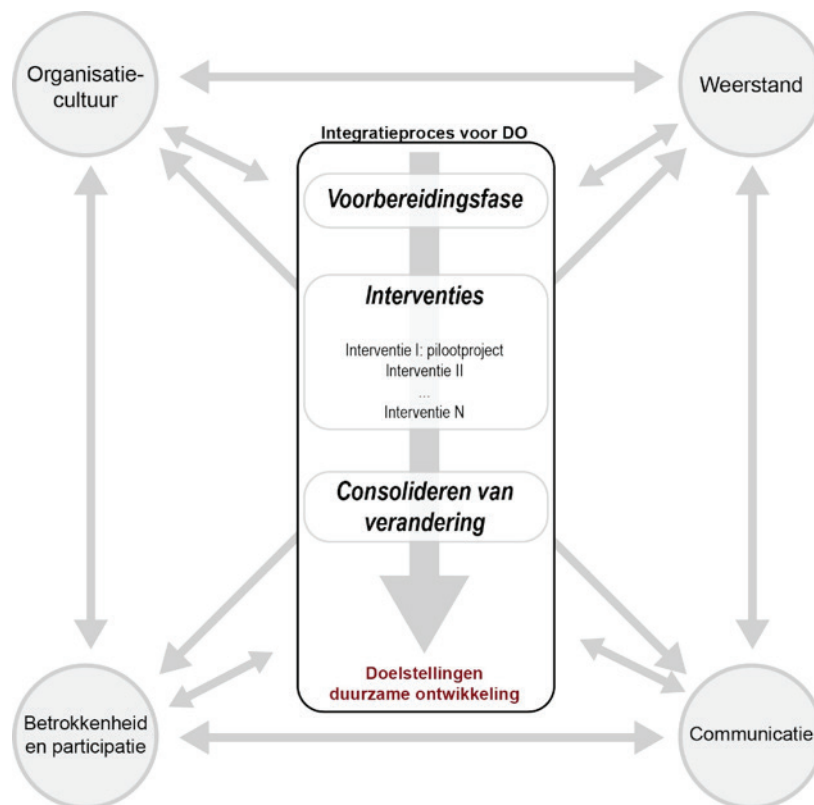 Organisatie-
cultuur
Weerstand
Integratieproces voor DO
Voorbereidingsfase
Interventies
Interventie I: pilootproject
Interventie II
...
Interventie N
Consolideren van
verandering
Doelstellingen
duurzame ontwikkeling
Betrokkenheid
en participatie
Communicatie